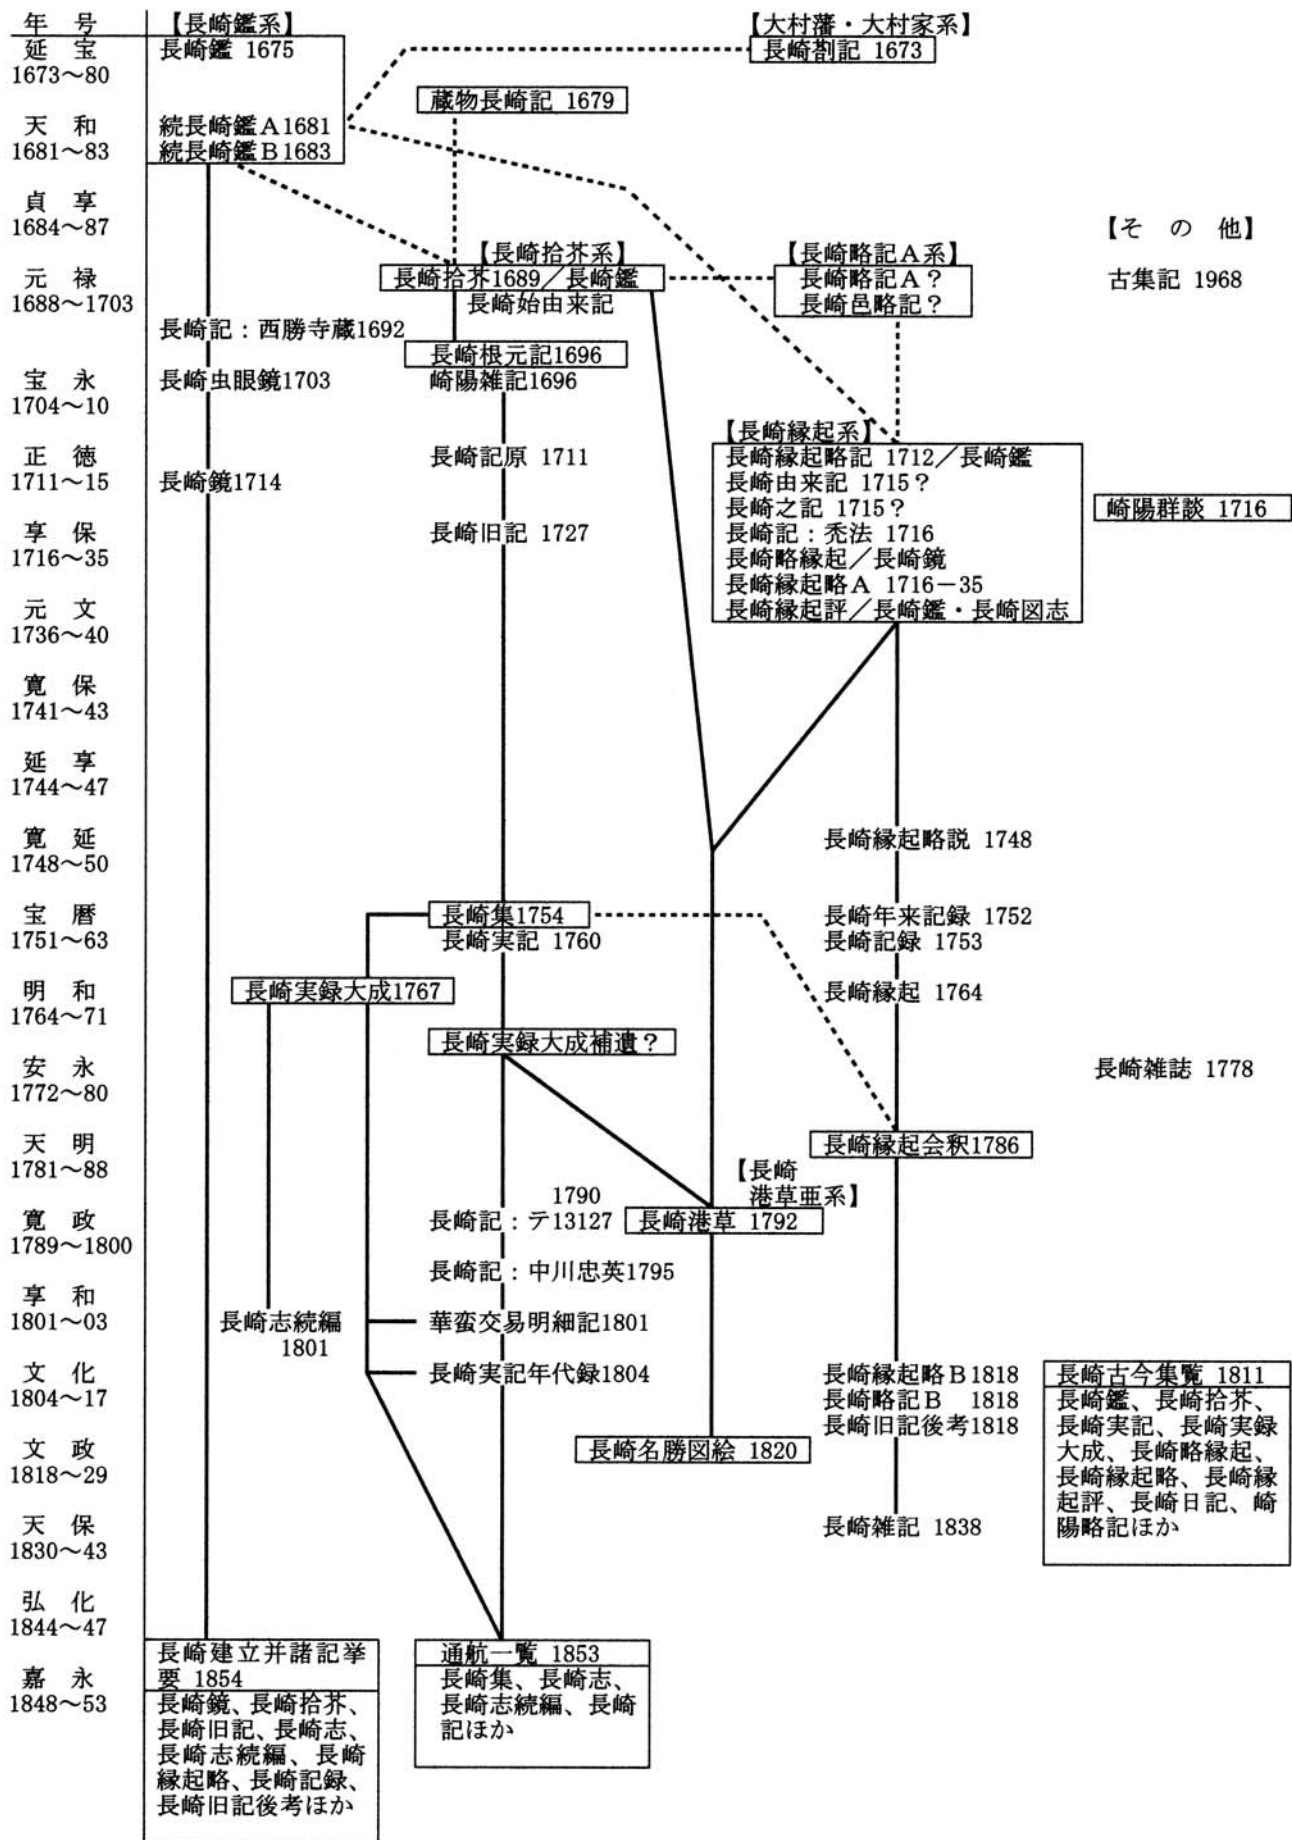 年 号
【長崎鑑系】
【大村藩・大村家系】
延 宝
1673～80
長崎鑑 1675
長崎剳記 1673
蔵物長崎記 1679
天 和
1681～83
続長崎鑑A1681
続長崎鑑B1683
貞 享
1684～87
【そ の 他】
【長崎拾芥系】
【長崎略記A系】
元 禄
1688～1703
長崎拾芥1689／長崎鑑
長崎始由来記
長崎略記A？
長崎邑略記？
古集記 1968
長崎記：西勝寺蔵1692
長崎根元記1696
宝 永
1704～10
長崎虫眼鏡1703
崎陽雑記1696
【長崎縁起系】
正 徳
1711～15
長崎鏡1714
長崎記原 1711
長崎縁起略記 1712／長崎鑑
長崎由来記 1715？
長崎之記 1715？
長崎記：禿法 1716
長崎略縁起／長崎鏡
長崎縁起略A 1716－35
長崎縁起評／長崎鑑・長崎図志
崎陽群談 1716
享 保
1716～35
長崎旧記 1727
元 文
1736～40
寛 保
1741～43
延 享
1744～47
寛 延
1748～50
長崎縁起略説 1748
宝 暦
1751～63
長崎集1754
長崎実記 1760
長崎年来記録 1752
長崎記録 1753
明 和
1764～71
長崎実録大成1767
長崎縁起 1764
長崎実録大成補遺？
安 永
1772～80
長崎雑誌 1778
天 明
1781～88
長崎縁起会釈1786
【長崎
港草亜系】
寛 政
1789～1800
1790
長崎記：テ13127
長崎港草 1792
長崎記：中川忠英1795
享 和
1801～03
長崎志続編
1801
華蛮交易明細記1801
文 化
1804～17
長崎実記年代録1804
長崎縁起略B1818
長崎略記B 1818
長崎旧記後考1818
長崎古今集覧 1811
長崎鑑、長崎拾芥、
長崎実記、長崎実録
大成、長崎略縁起、
長崎縁起略、長崎縁
起評、長崎日記、崎
陽略記ほか
文 政
1818～29
長崎名勝図絵 1820
天 保
1830～43
長崎雑記 1838
弘 化
1844～47
嘉 永
1848～53
長崎建立并諸記挙
要 1854
長崎鏡、長崎拾芥、
長崎旧記、長崎志、
長崎志続編、長崎
縁起略、長崎記録、
長崎旧記後考ほか
通航一覧 1853
長崎集、長崎志、
長崎志続編、長崎
記ほか